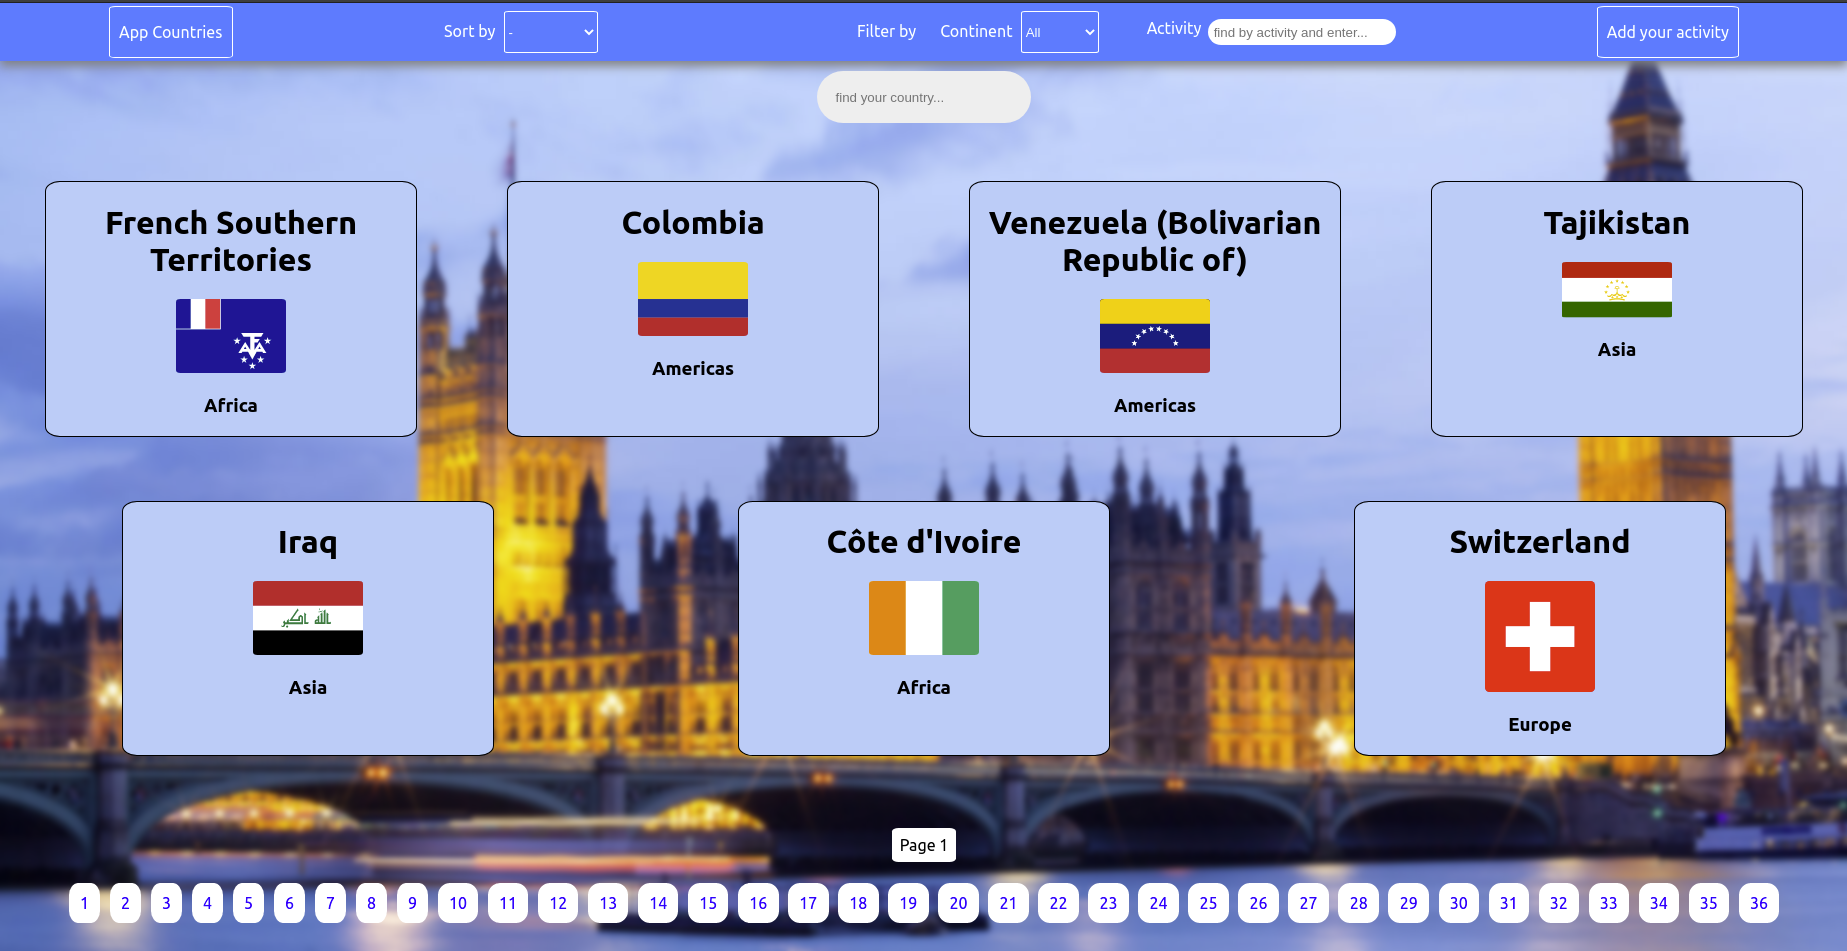 App Countries
Sort by
-
Filter by
Continent
All
Activity
find by activity and enter...
Add your activity
find your country...
French Southern
Territories
Africa
Colombia
Americas
Venezuela (Bolivarian
Republic of)
Americas
Tajikistan
Asia
Iraq
الله اكبر
Asia
Côte d'Ivoire
Africa
Switzerland
Europe
Page 1
1 2 3 4 5 6 7 8 9 10 11 12 13 14 15 16 17 18 19 20 21 22 23 24 25 26 27 28 29 30 31 32 33 34 35 36